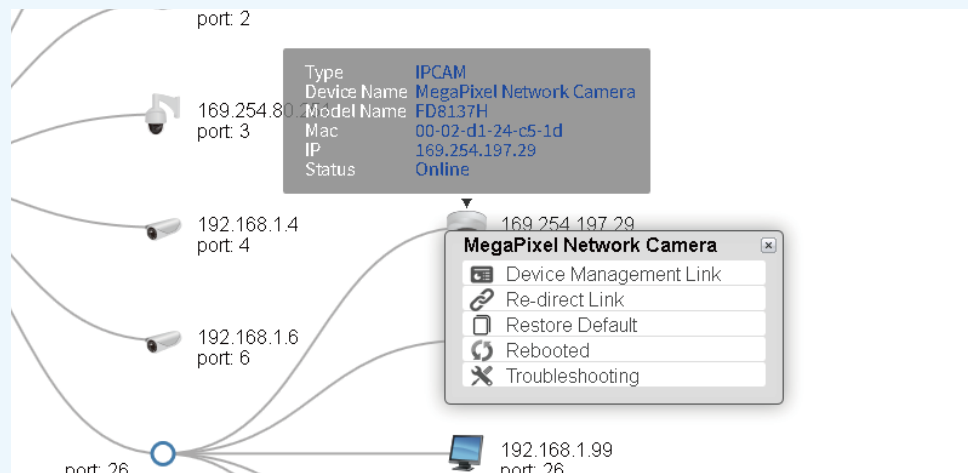 port: 2
Type IPCAM
Device Name MegaPixel Network Camera
169.254.80.
Model Name FD8137H
port: 3
Mac 00-02-d1-24-c5-1d
IP 169.254.197.29
Status Online
192.168.1.4
port: 4
169.254.197.29
MegaPixel Network Camera
Device Management Link
Re-direct Link
Restore Default
Rebooted
Troubleshooting
192.168.1.6
port: 6
192.168.1.99
port: 26
port: 26